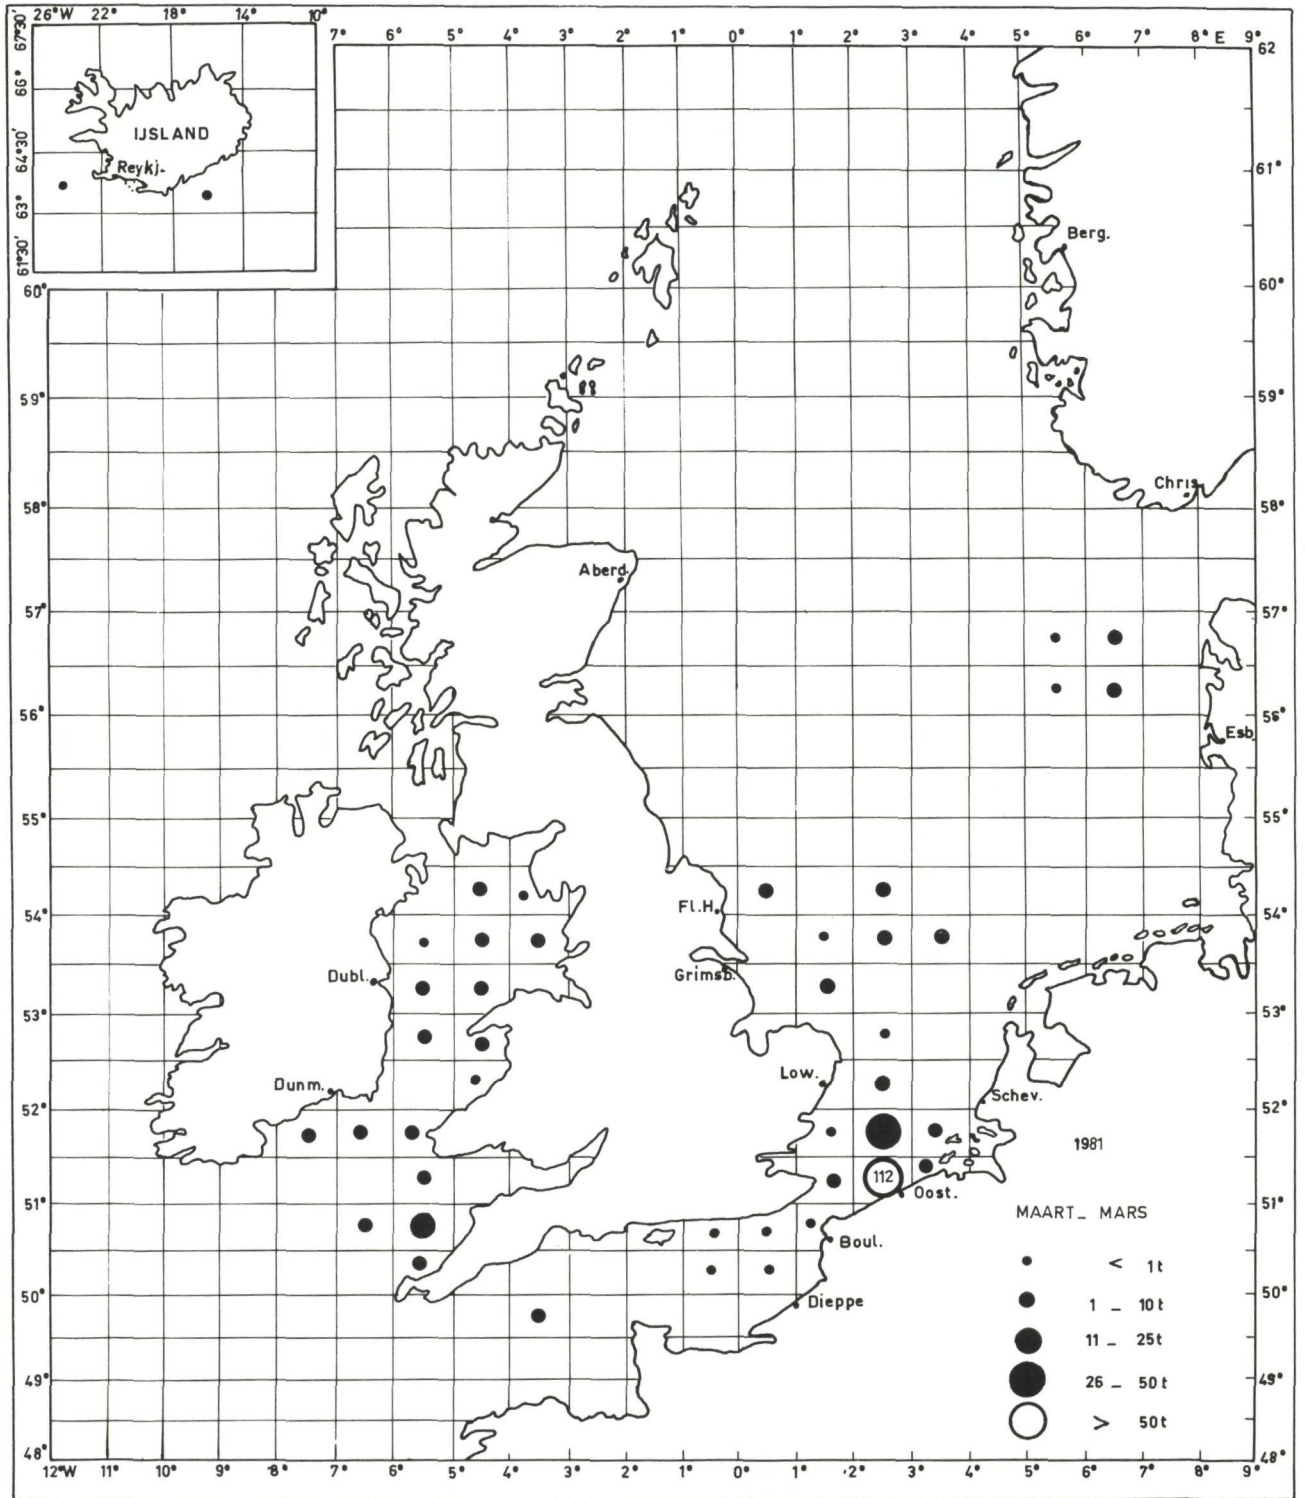 26°W 22° 18° 14° 10°
67°30' 66° 64°30' 63° 61°30'
IJSLAND
Reykj.
7° 6° 5° 4° 3° 2° 1° 0° 1° 2° 3° 4° 5° 6° 7° 8° E 9°
62
61°
61°
Berg.
60° 60°
59° 59°
Chris.
58° 58°
Aberd.
57° 57°
56° 56°
Esb.
55° 55°
54° 54°
Fl.H.
Dubl.
Grimsb.
53° 53°
Dunm.
Low.
Schev.
52° 52°
1981
112
Oost.
51° 51°
MAART_ MARS
Boul.
< 1t
50° 50°
Dieppe
1 _ 10t
11 _ 25t
49° 49°
26 _ 50t
> 50t
48° 48°
12°W 11° 10° 9° 8° 7° 6° 5° 4° 3° 2° 1° 0° 1° 2° 3° 4° 5° 6° 7° 8° 9°